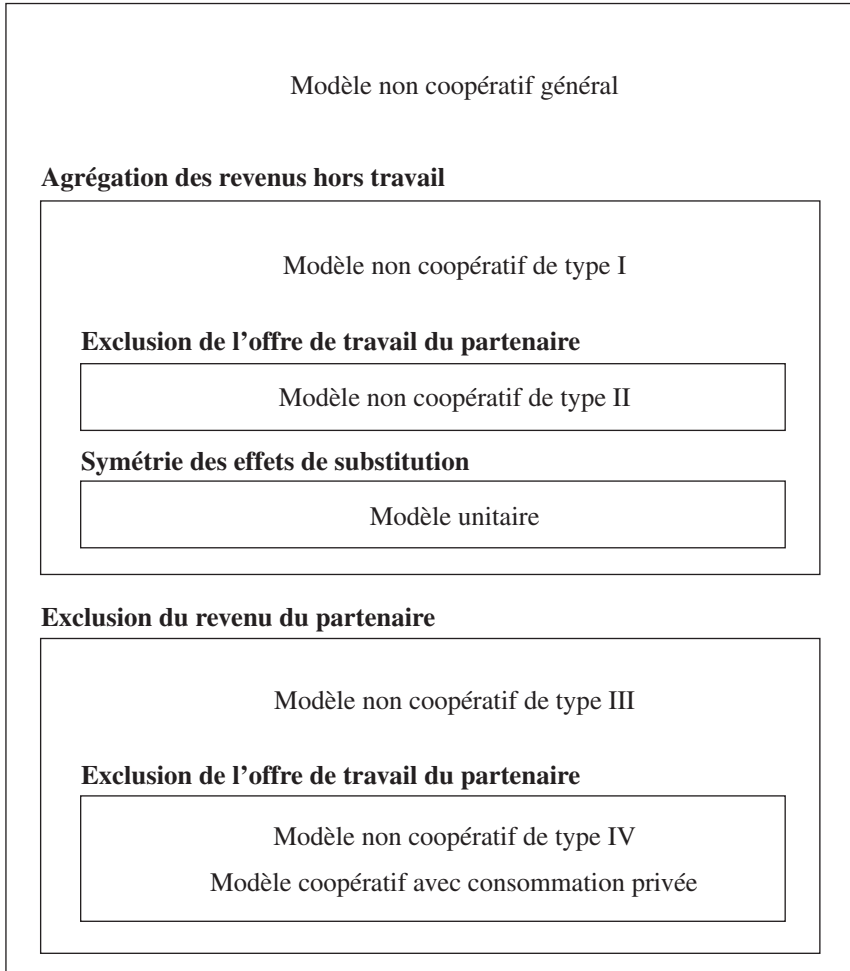 Modèle non coopératif général
Agrégation des revenus hors travail
Modèle non coopératif de type I
Exclusion de l’offre de travail du partenaire
Modèle non coopératif de type II
Symétrie des effets de substitution
Modèle unitaire
Exclusion du revenu du partenaire
Modèle non coopératif de type III
Exclusion de l’offre de travail du partenaire
Modèle non coopératif de type IV
Modèle coopératif avec consommation privée